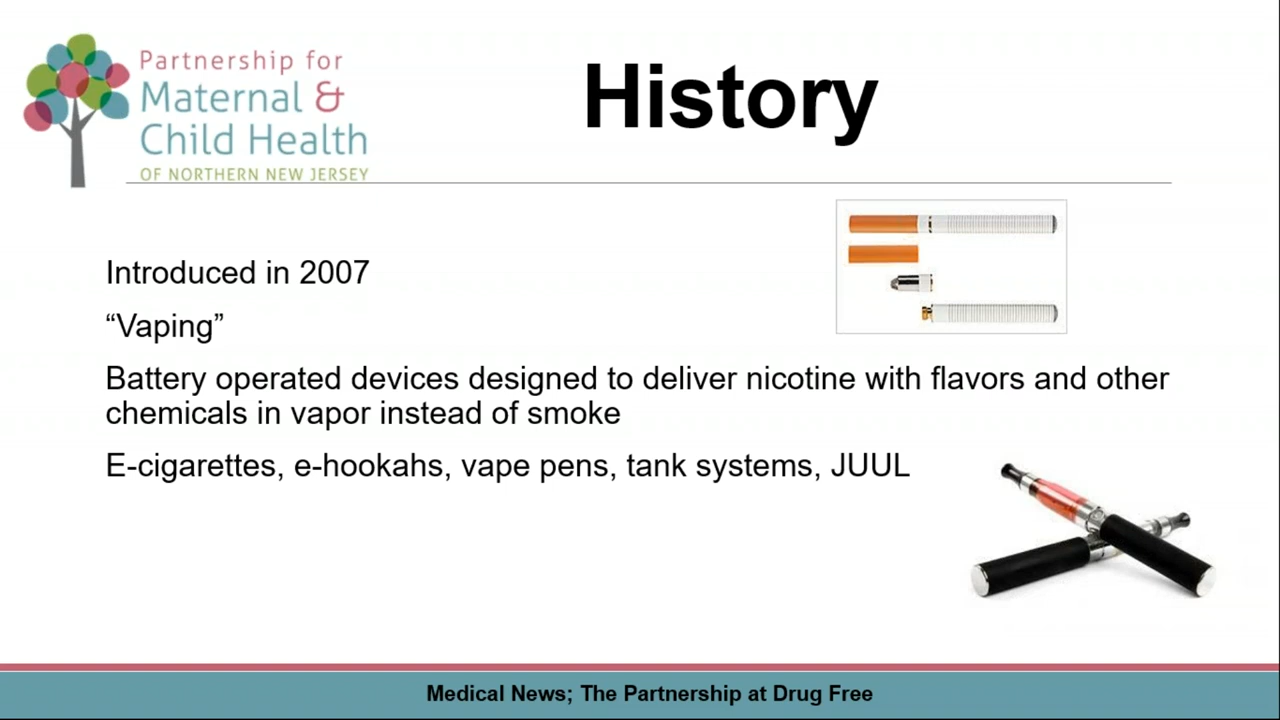 Partnership for
Maternal &
Child Health
OF NORTHERN NEW JERSEY
History
Introduced in 2007
“Vaping”
Battery operated devices designed to deliver nicotine with flavors and other
chemicals in vapor instead of smoke
E-cigarettes, e-hookahs, vape pens, tank systems, JUUL
Medical News; The Partnership at Drug Free